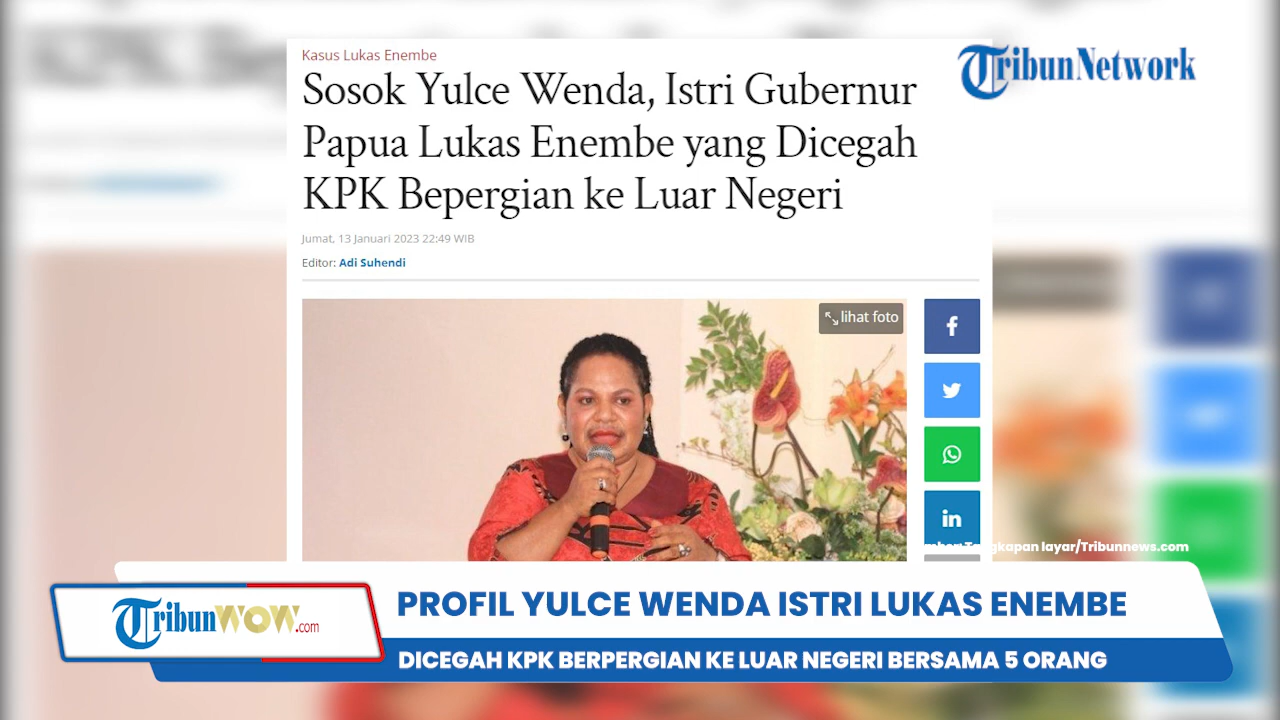 Kasus Lukas Enembe
TribunNetwork
Sosok Yulce Wenda, Istri Gubernur
Papua Lukas Enembe yang Dicegah
KPK Bepergian ke Luar Negeri
Jumat, 13 Januari 2023 22:49 WIB
Editor: Adi Suhendi
lihat foto
gkapan layar/Tribunnews.com
TribunWOW.com
PROFIL YULCE WENDA ISTRI LUKAS ENEMBE
DICEGAH KPK BERPERGIAN KE LUAR NEGERI BERSAMA 5 ORANG